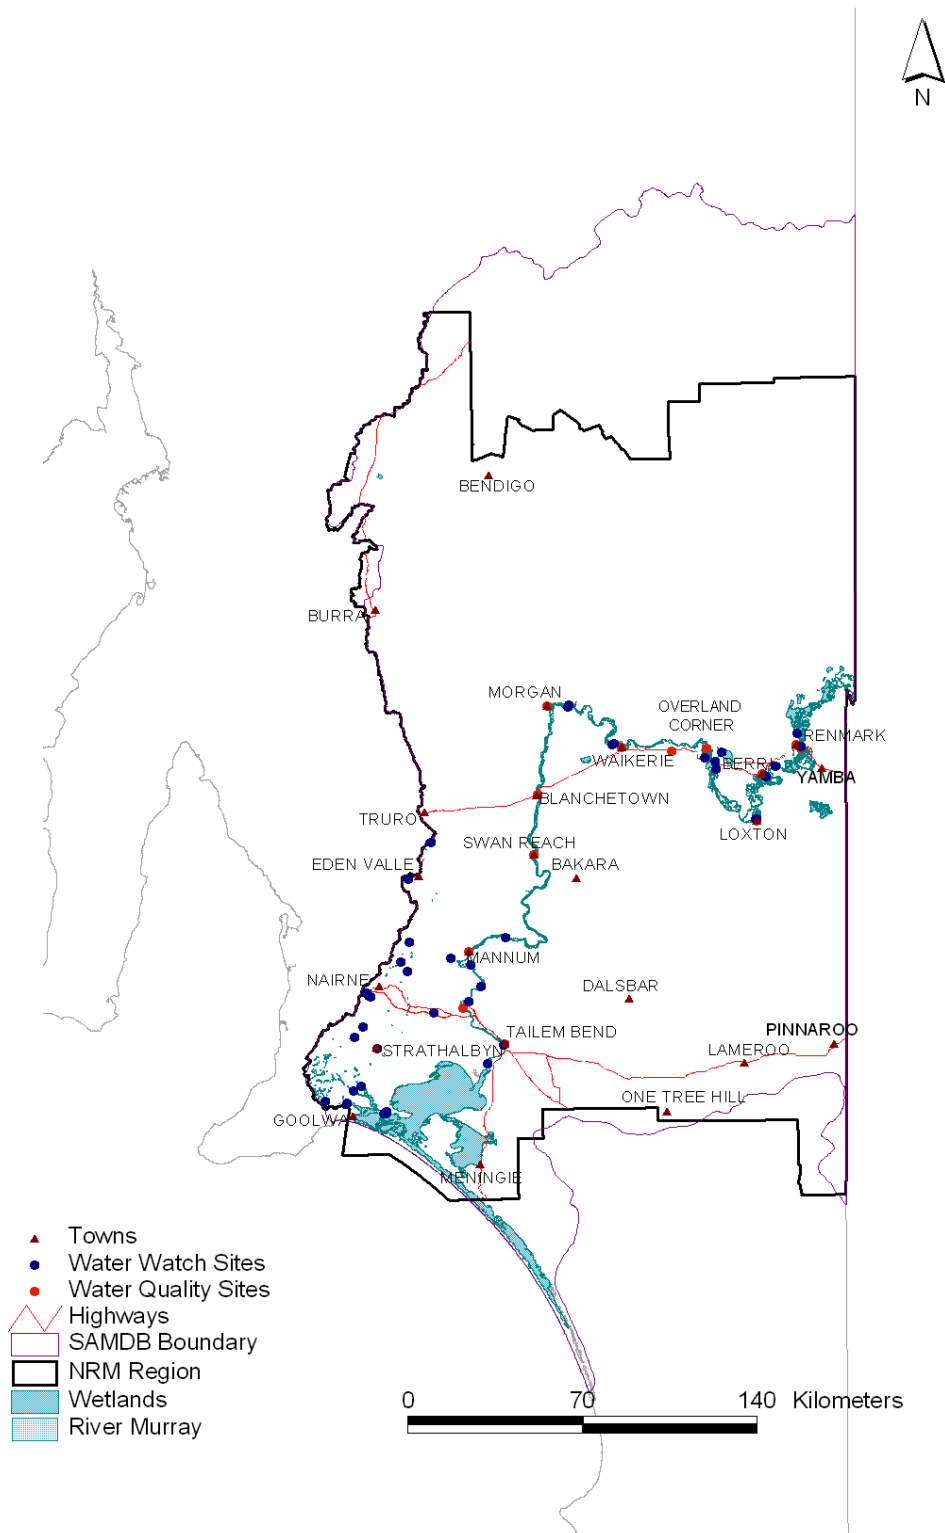 N
BENDIGO
BURRA
MORGAN
OVERLAND
CORNER
RENMARK
WAIKERIE
BERRI
YAMBA
BLANCHETOWN
TRURO
LOXTON
SWAN REACH
EDEN VALLE
BAKARA
MANNUM
NAIRNE
DALSBAR
PINNAROO
TAILEM BEND
LAMEROO
STRATHALBYN
ONE TREE HILL
GOOLWA
MENINGIE
Towns
Water Watch Sites
Water Quality Sites
Highways
SAMDB Boundary
NRM Region
Wetlands
River Murray
0 70 140 Kilometers